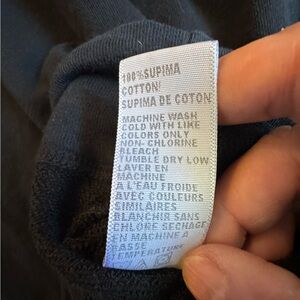 100%SUPIMA
COTTON/
SUPIMA DE COTON
MACHINE WASH
COLD WITH LIKE
COLORS ONLY
NON- CHLORINE
BLEACH
TUMBLE DRY LOW
LAVER EN
MACHINE
A L'EAU FROIDE
AVEC COULEURS
SIMILAIRES
BLANCHIR SANS
CHLORE SECHAGE
EN MACHINE A
BASSE
TEMPERATURE